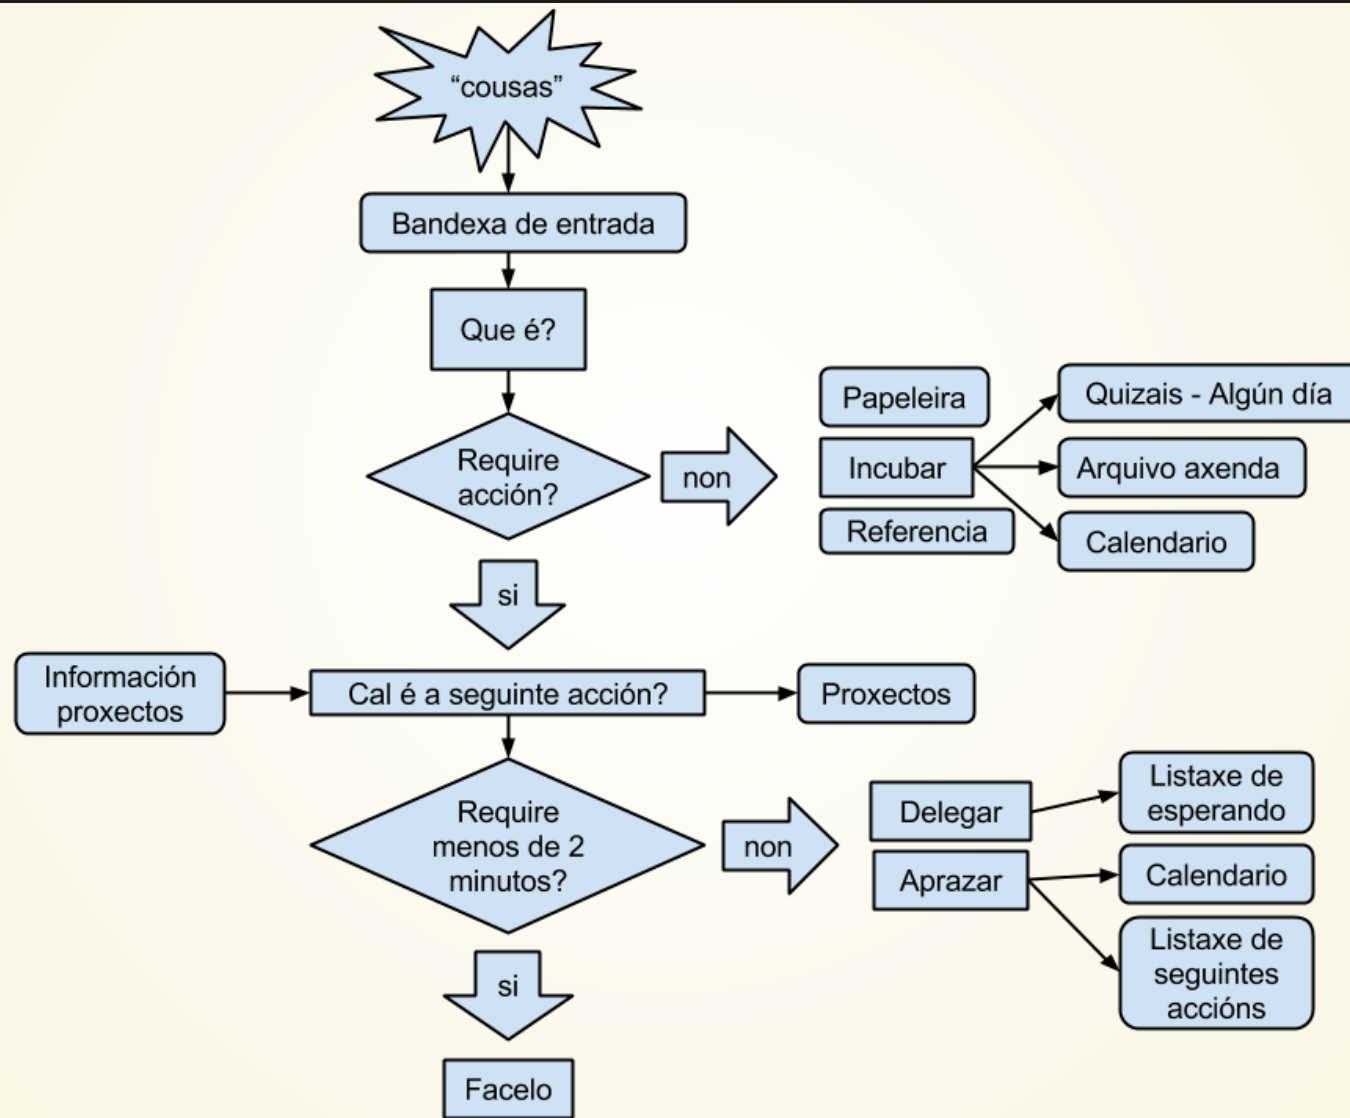 “cousas”
Bandexa de entrada
Que é?
Require
acción?
non
Papeleira
Incubar
Referencia
Quizais - Algún día
Arquivo axenda
Calendario
si
Información
proxectos
Cal é a seguinte acción?
Proxectos
Require
menos de 2
minutos?
non
Delegar
Aprazar
Listaxe de
esperando
Calendario
Listaxe de
seguintes
accións
si
Facelo